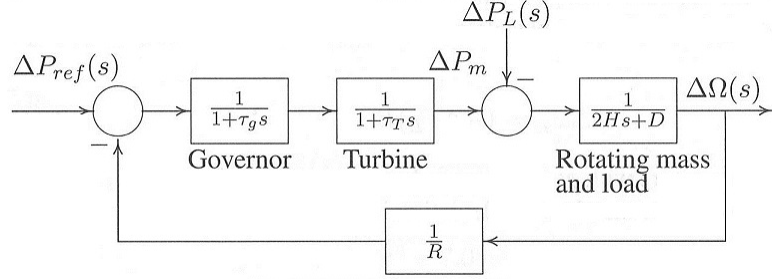 ΔP_L(s)
ΔP_ref(s)
ΔP_m
−
1/(1+τ_g s)
1/(1+τ_T s)
1/(2Hs+D)
ΔΩ(s)
−
Governor
Turbine
Rotating mass
and load
1/R